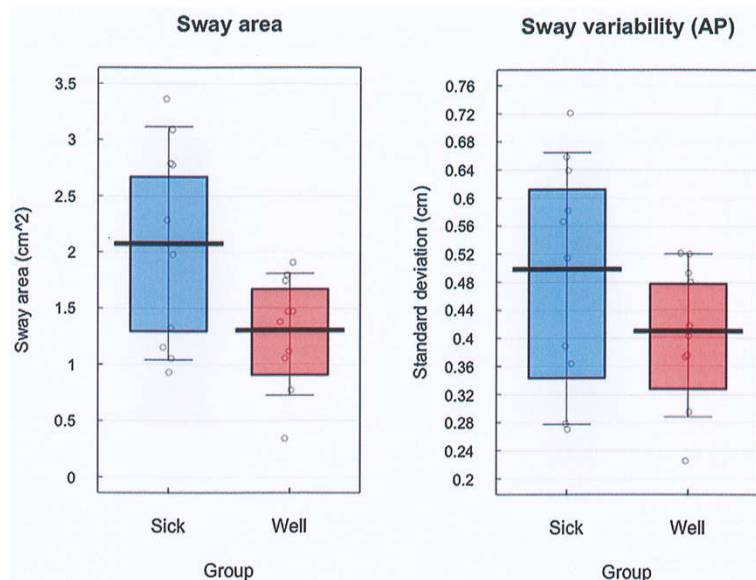 Sway area
3.5
3
2.5
2
1.5
1
0.5
0
Sway area (cm^2)
Sick
Well
Group
Sway variability (AP)
0.76
0.72
0.68
0.64
0.6
0.56
0.52
0.48
0.44
0.4
0.36
0.32
0.28
0.24
0.2
Standard deviation (cm)
Sick
Well
Group